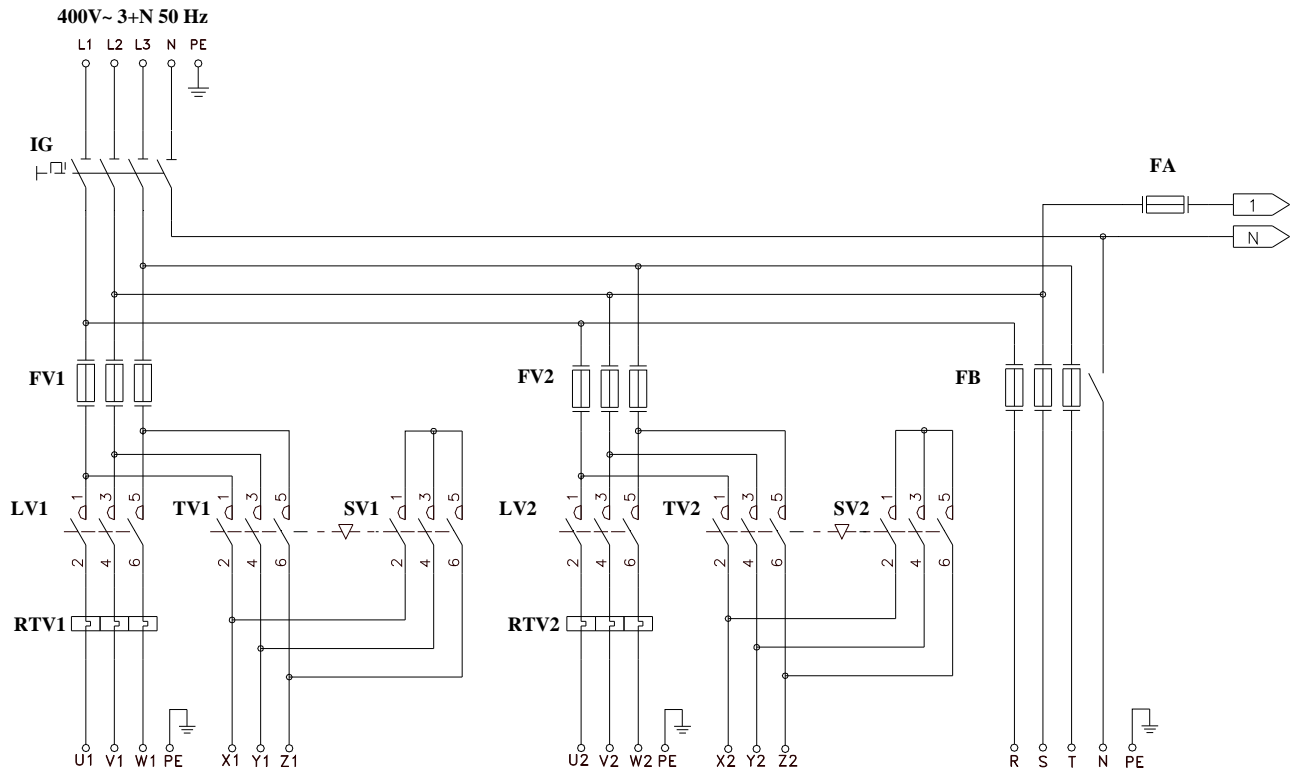 400V~ 3+N 50 Hz
L1 L2 L3 N PE
IG
FA
1
N
FV1 FV2 FB
1 3 5 1 3 5 1 3 5 1 3 5 1 3 5 1 3 5
LV1 TV1 SV1 LV2 TV2 SV2
2 4 6 2 4 6 2 4 6 2 4 6 2 4 6 2 4 6
RTV1 RTV2
U1 V1 W1 PE X1 Y1 Z1 U2 V2 W2 PE X2 Y2 Z2 R S T N PE